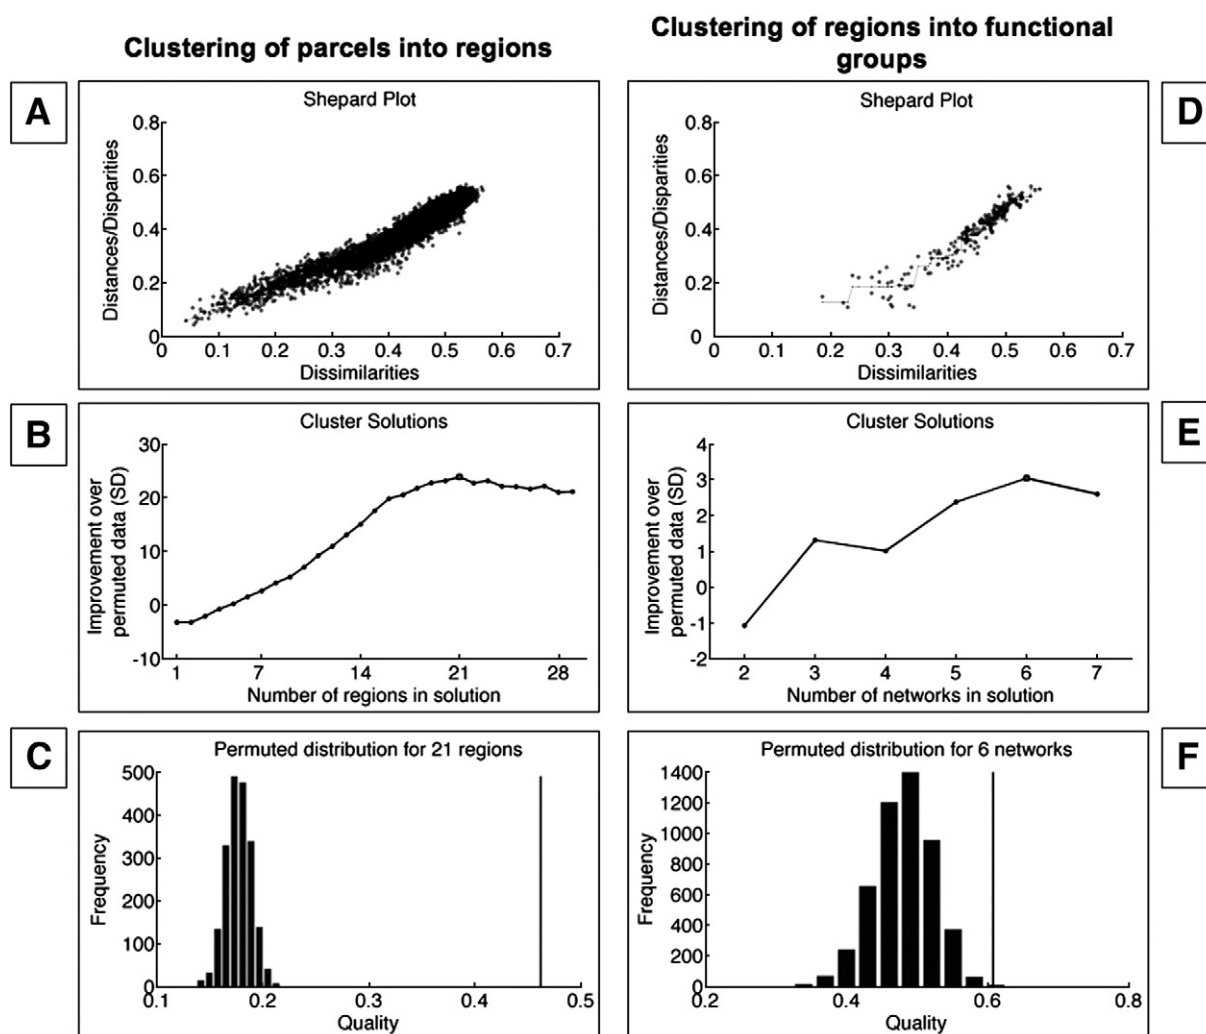 Clustering of parcels into regions
Clustering of regions into functional
groups
A
Shepard Plot
Distances/Disparities
0.8
0.6
0.4
0.2
0
0 0.1 0.2 0.3 0.4 0.5 0.6 0.7
Dissimilarities
D
Shepard Plot
Distances/Disparities
0.8
0.6
0.4
0.2
0
0 0.1 0.2 0.3 0.4 0.5 0.6 0.7
Dissimilarities
B
Cluster Solutions
Improvement over
permuted data (SD)
30
20
10
0
-10
1 7 14 21 28
Number of regions in solution
E
Cluster Solutions
Improvement over
permuted data (SD)
4
3
2
1
0
-1
-2
2 3 4 5 6 7
Number of networks in solution
C
Permuted distribution for 21 regions
Frequency
500
400
300
200
100
0
0.1 0.2 0.3 0.4 0.5
Quality
F
Permuted distribution for 6 networks
Frequency
1400
1200
1000
800
600
400
200
0
0.2 0.4 0.6 0.8
Quality